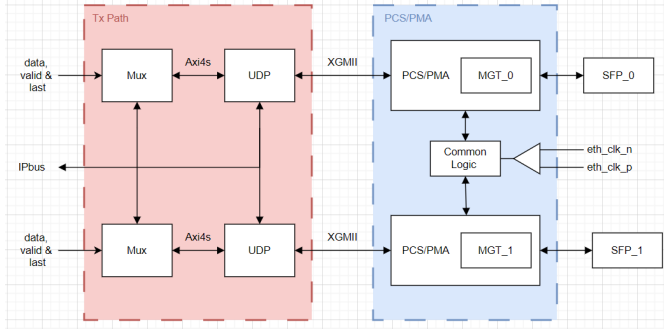 Tx Path
PCS/PMA
data,
valid &
last
Mux
Axi4s
UDP
XGMII
PCS/PMA
MGT_0
SFP_0
IPbus
Common
Logic
eth_clk_n
eth_clk_p
data,
valid &
last
Mux
Axi4s
UDP
XGMII
PCS/PMA
MGT_1
SFP_1